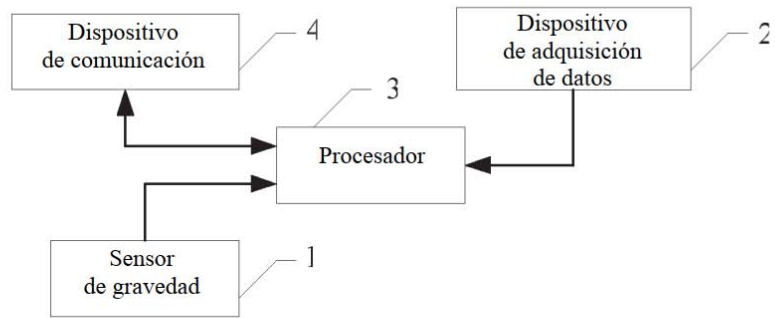 Dispositivo
de comunicación
4
Dispositivo
de adquisición
de datos
2
3
Procesador
Sensor
de gravedad
1